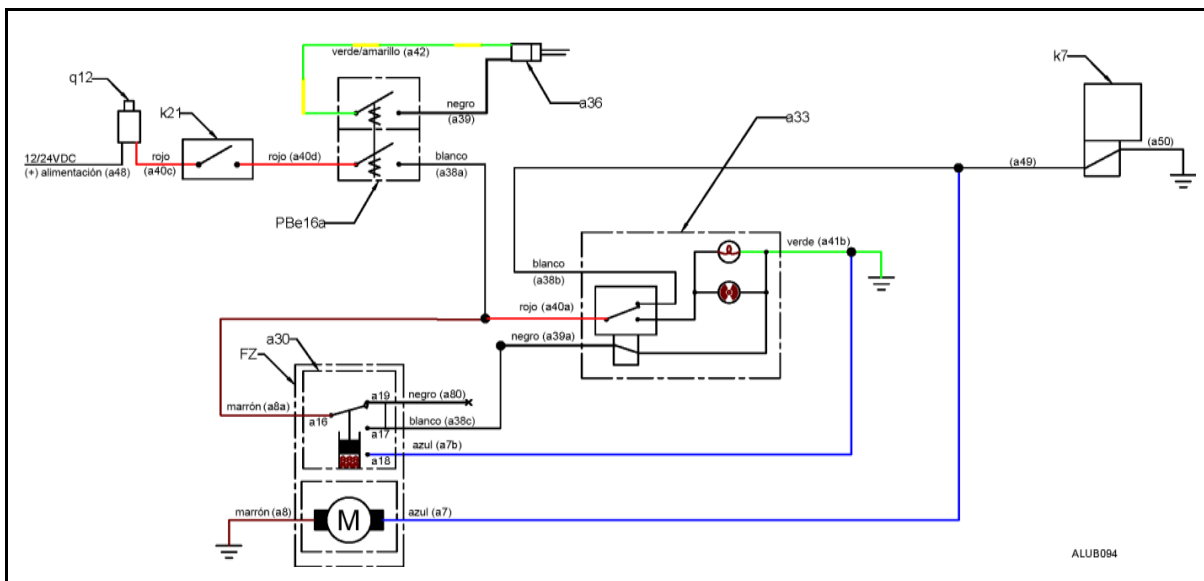 verde/amarillo (a42)
k7
q12
a36
negro
(a39)
k21
a33
12/24VDC
(+) alimentación (a48)
rojo
(a40c)
rojo (a40d)
blanco
(a38a)
(a49)
(a50)
PBe16a
verde (a41b)
blanco
(a38b)
rojo (a40a)
negro (a39a)
a30
FZ
a19
negro (a80)
marrón (a8a)
a16
a17
blanco (a38c)
azul (a7b)
a18
marrón (a8)
M
azul (a7)
ALUB094